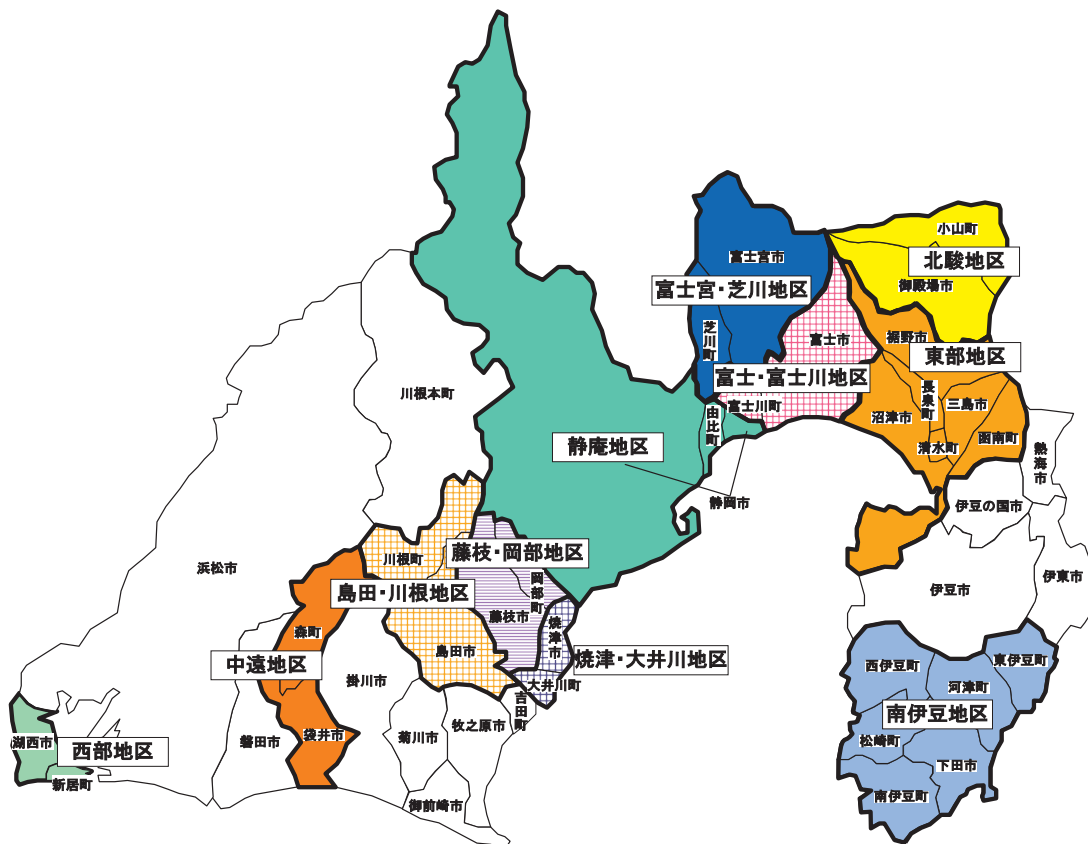 小山町
北駿地区
御殿場市
富士宮市
富士宮・芝川地区
芝川町
富士市
富士・富士川地区
富士川町
裾野市
東部地区
長泉町
三島市
沼津市
清水町
函南町
熱海市
伊豆の国市
伊東市
伊豆市
川根本町
由比町
静庵地区
静岡市
浜松市
川根町
藤枝・岡部地区
岡部町
島田・川根地区
藤枝市
焼津市
森町
島田市
中遠地区
焼津・大井川地区
大井川町
掛川市
吉田町
牧之原市
磐田市
袋井市
菊川市
御前崎市
湖西市
西部地区
新居町
西伊豆町
東伊豆町
河津町
南伊豆地区
松崎町
下田市
南伊豆町